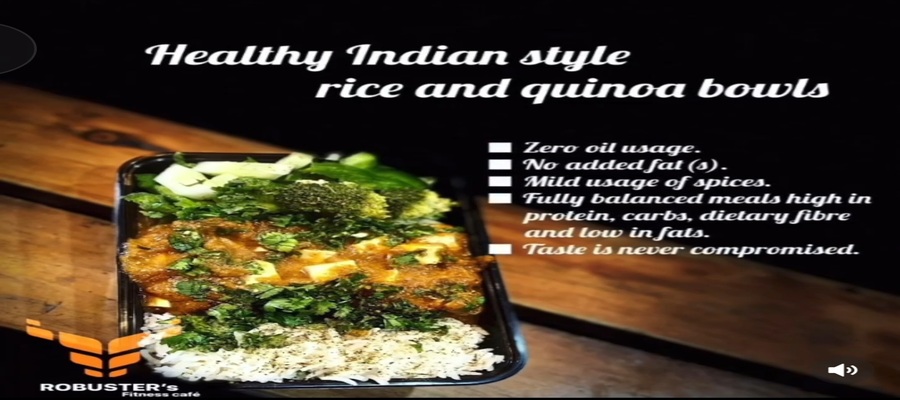 Healthy Indian style
rice and quinoa bowls
Zero oil usage.
No added fat (s).
Mild usage of spices.
Fully balanced meals high in
protein, carbs, dietary fibre
and low in fats.
Taste is never compromised.
ROBUSTER's
Fitness café